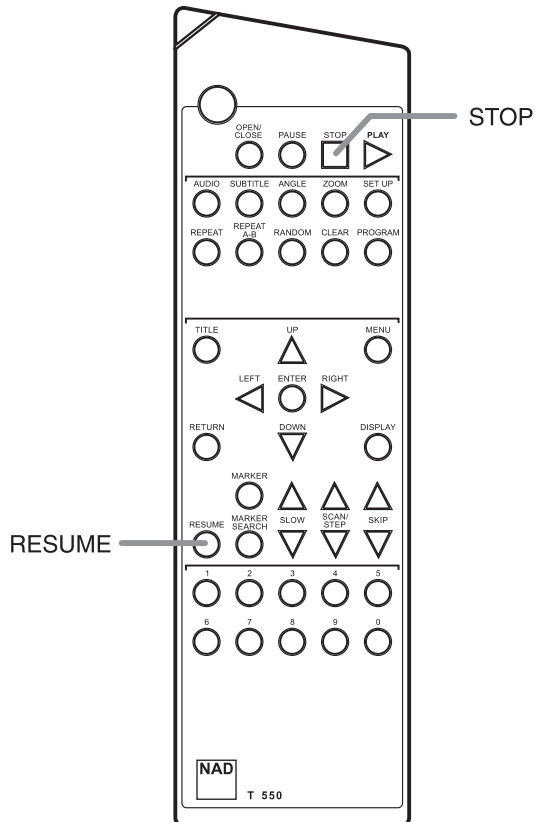 STOP
OPEN/
CLOSE PAUSE STOP PLAY
AUDIO SUBTITLE ANGLE ZOOM SET UP
REPEAT REPEAT
A-B RANDOM CLEAR PROGRAM
TITLE UP MENU
LEFT ENTER RIGHT
RETURN DOWN DISPLAY
MARKER
RESUME MARKER
SEARCH SLOW SCAN/
STEP SKIP
RESUME
1 2 3 4 5
6 7 8 9 0
NAD
T 550